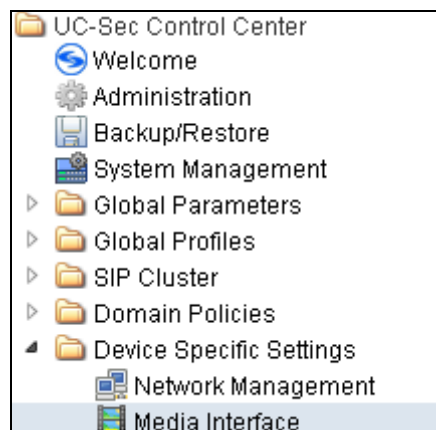 UC-Sec Control Center
Welcome
Administration
Backup/Restore
System Management
Global Parameters
Global Profiles
SIP Cluster
Domain Policies
Device Specific Settings
Network Management
Media Interface